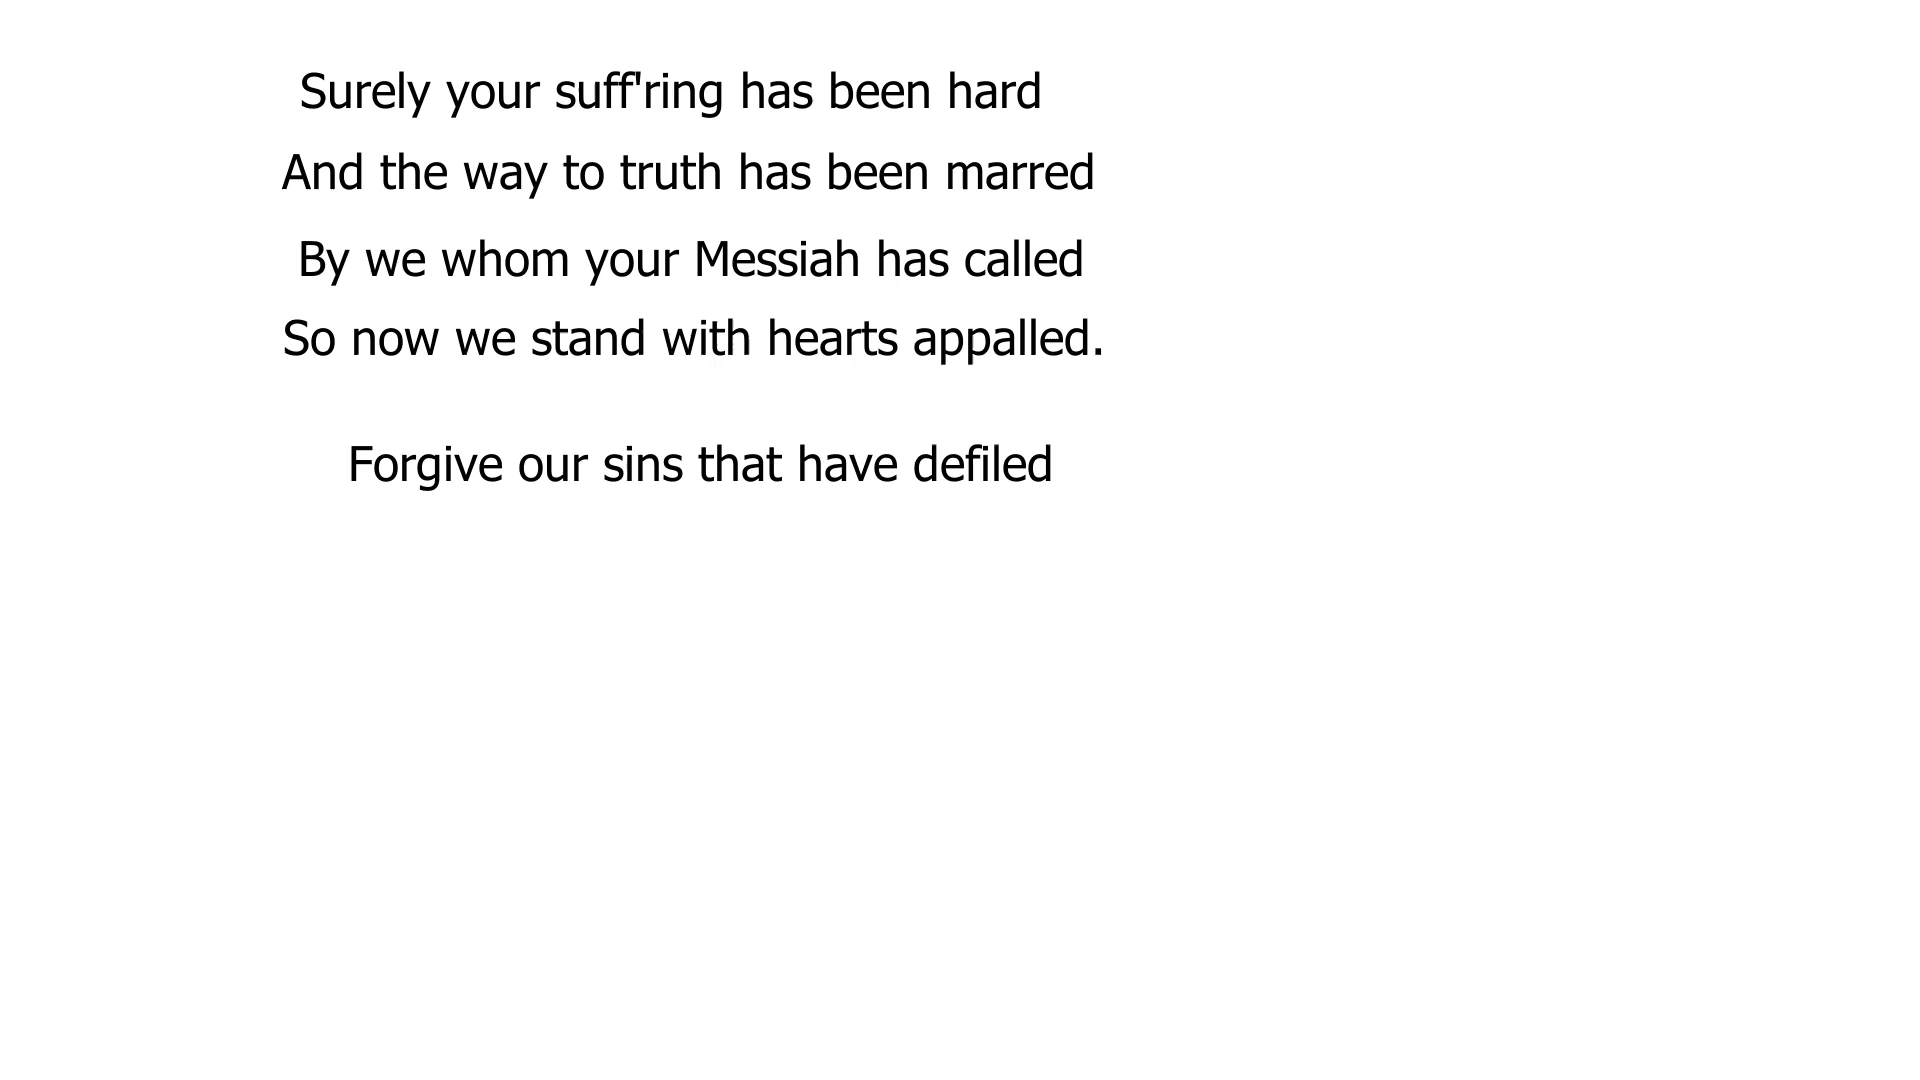 Surely your suff'ring has been hard
And the way to truth has been marred
By we whom your Messiah has called
So now we stand with hearts appalled.
Forgive our sins that have defiled